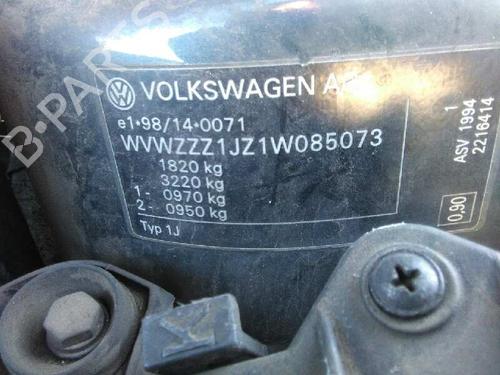 VOLKSWAGEN
e1*98/14*0071
WVWZZZ1JZ1W085073
1820 kg
3220 kg
1- 0970 kg
2- 0950 kg
Typ 1J
1
ASV 1994
2216414
0,90
B-PARTS